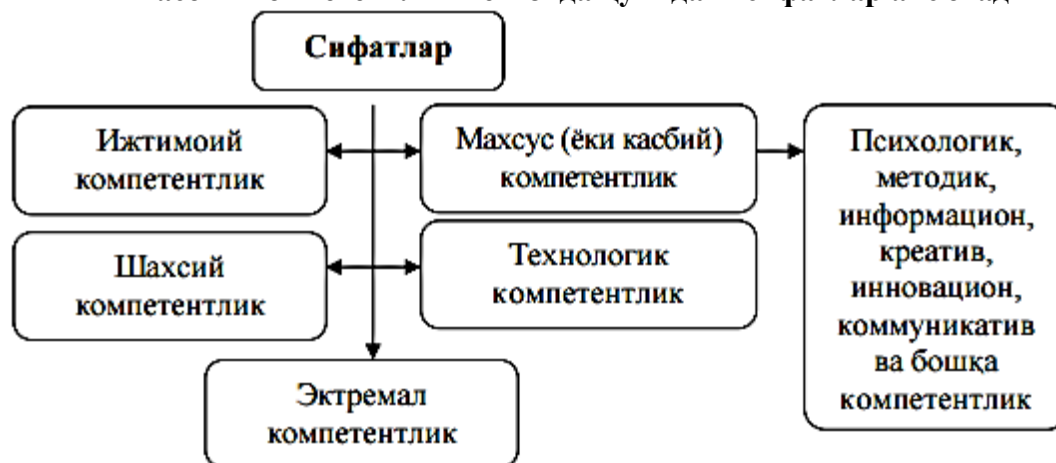 Сифатлар
Ижтимоий
компетентлик
Махсус (ёки касбий)
компетентлик
Психологик,
методик,
информацион,
креатив,
инновацион,
коммуникатив
ва бошқа
компетентлик
Шахсий
компетентлик
Технологик
компетентлик
Эктремал
компетентлик